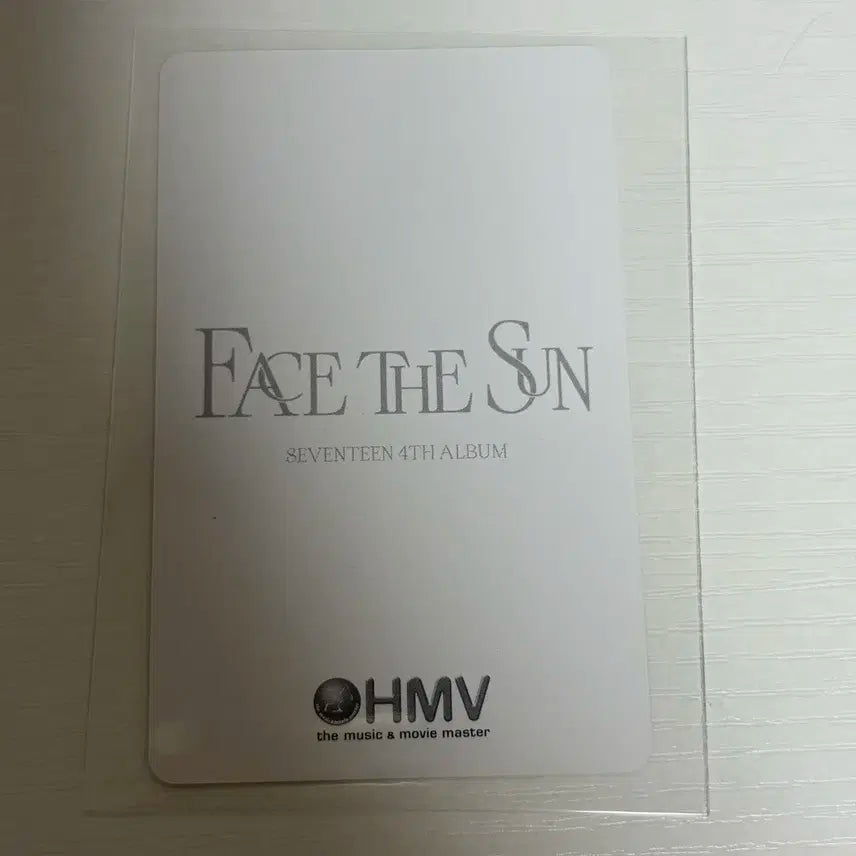 FACE THE SUN
SEVENTEEN 4TH ALBUM
HMV
the music & movie master